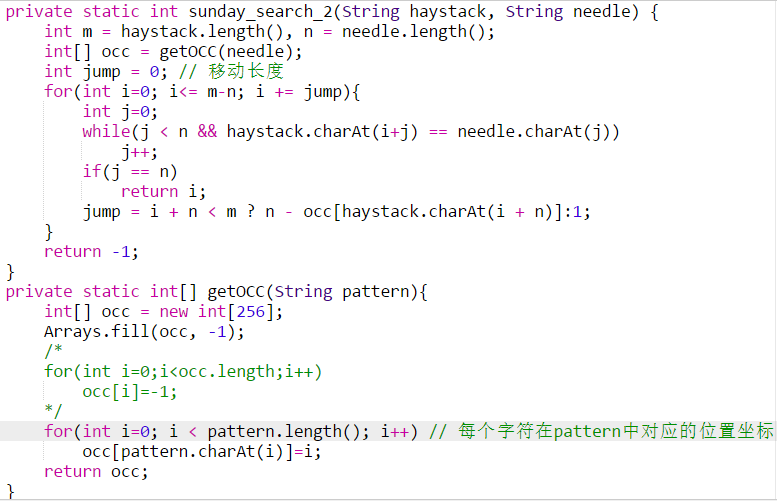 private static int sunday_search_2(String haystack, String needle) {
    int m = haystack.length(), n = needle.length();
    int[] occ = getOCC(needle);
    int jump = 0; // 移动长度
    for(int i=0; i<= m-n; i += jump){
        int j=0;
        while(j < n && haystack.charAt(i+j) == needle.charAt(j))
            j++;
        if(j == n)
            return i;
        jump = i + n < m ? n - occ[haystack.charAt(i + n)]:1;
    }
    return -1;
}
private static int[] getOCC(String pattern){
    int[] occ = new int[256];
    Arrays.fill(occ, -1);
    /*
    for(int i=0;i<occ.length;i++)
        occ[i]=-1;
    */
    for(int i=0; i < pattern.length(); i++) // 每个字符在pattern中对应的位置坐标
        occ[pattern.charAt(i)]=i;
    return occ;
}